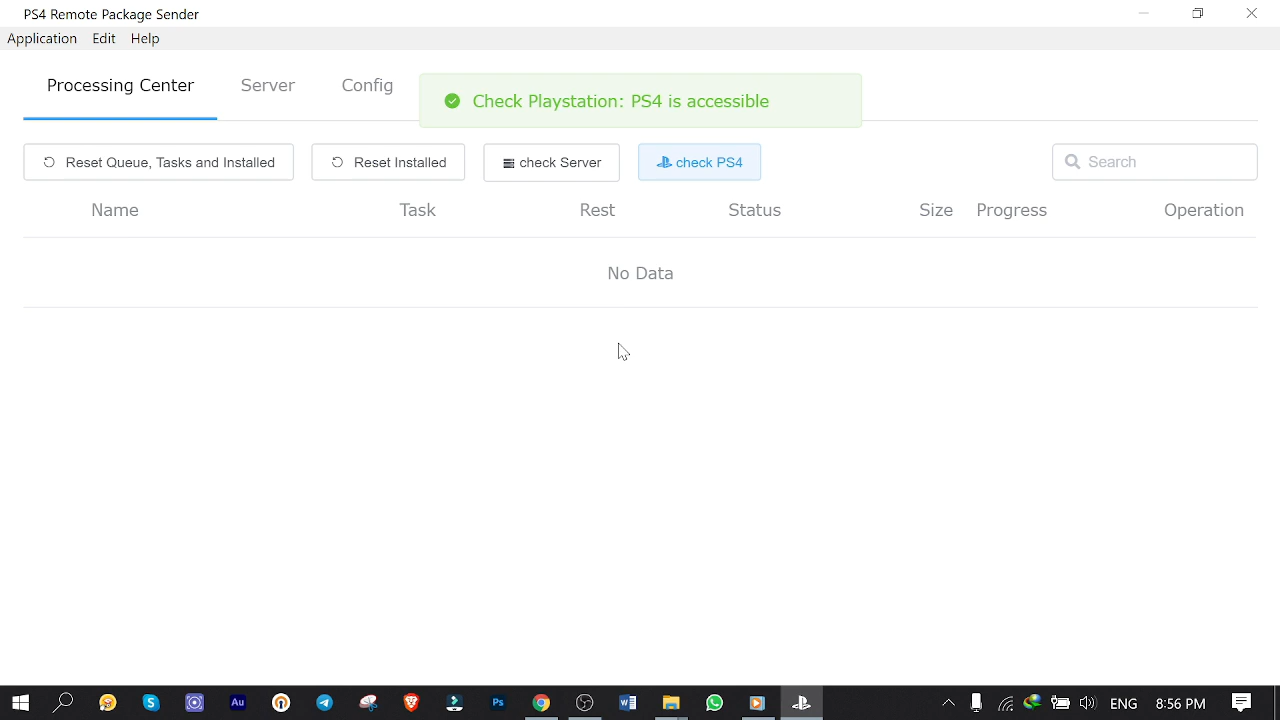 PS4 Remote Package Sender
Application Edit Help
Processing Center Server Config
Check Playstation: PS4 is accessible
Reset Queue, Tasks and Installed Reset Installed check Server check PS4 Search
Name Task Rest Status Size Progress Operation
No Data
Au Ps ENG 8:56 PM